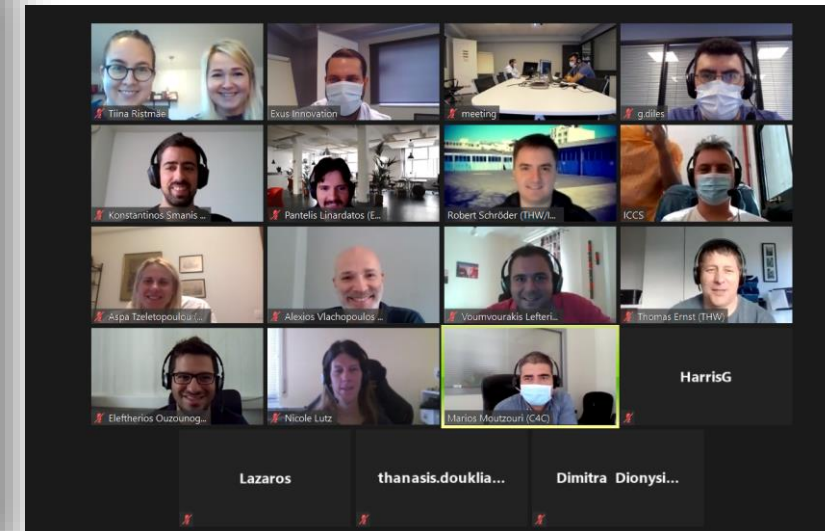 Tiina Ristmäe
Exus Innovation
meeting
g.diles
Konstantinos Smanis ...
Pantelis Linardatos (E...
Robert Schröder (THW/I...
ICCS
Aspa Tzeletopoulou (...
Alexios Vlachopoulos ...
Voumvourakis Lefteri...
Thomas Ernst (THW)
Eleftherios Ouzounog...
Nicole Lutz
Marios Moutzouri (C4C)
HarrisG
Lazaros
thanasis.douklia...
Dimitra Dionysi...